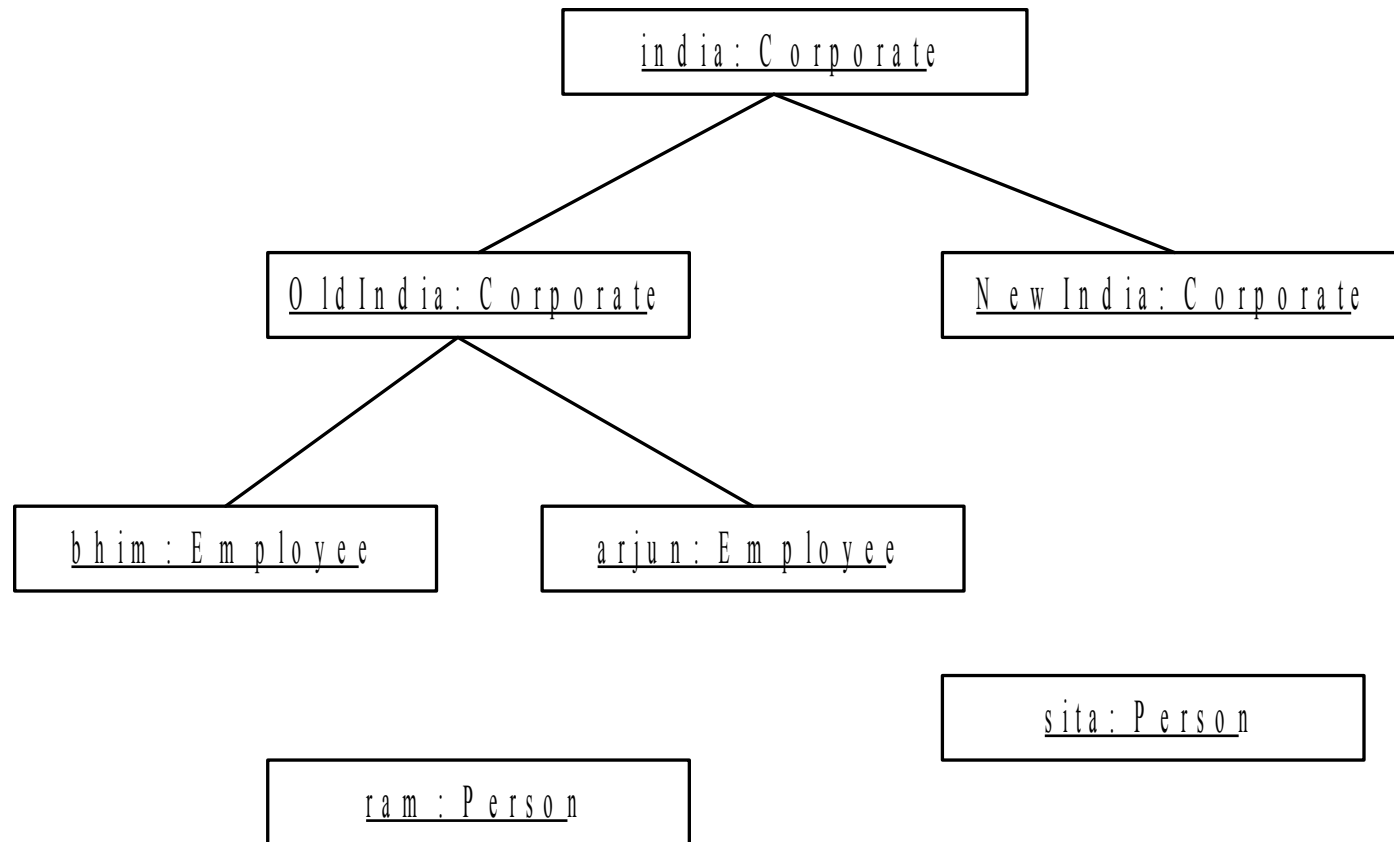 india:Corporate
OldIndia:Corporate
NewIndia:Corporate
bhim:Employee
arjun:Employee
sita:Person
ram:Person